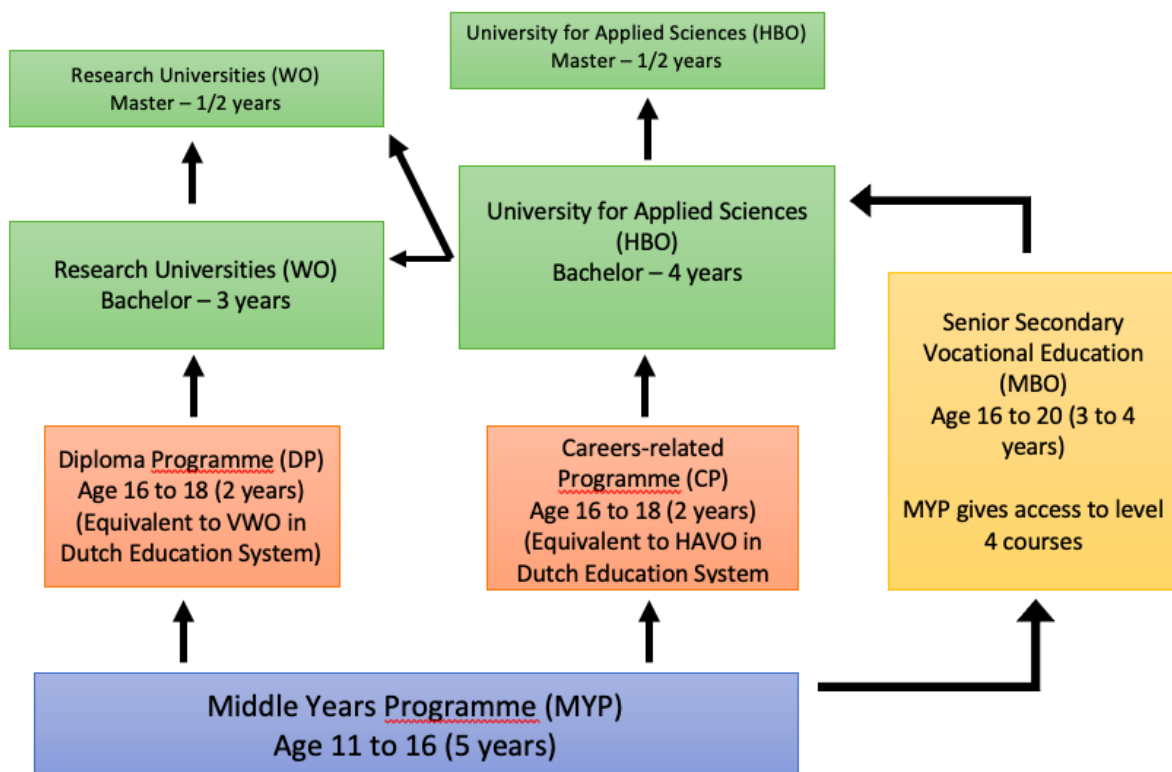 University for Applied Sciences (HBO)
Master – 1/2 years
Research Universities (WO)
Master – 1/2 years
University for Applied Sciences
(HBO)
Bachelor – 4 years
Research Universities (WO)
Bachelor – 3 years
Senior Secondary
Vocational Education
(MBO)
Age 16 to 20 (3 to 4
years)
MYP gives access to level
4 courses
Diploma Programme (DP)
Age 16 to 18 (2 years)
(Equivalent to VWO in
Dutch Education System)
Careers-related
Programme (CP)
Age 16 to 18 (2 years)
(Equivalent to HAVO in
Dutch Education System
Middle Years Programme (MYP)
Age 11 to 16 (5 years)